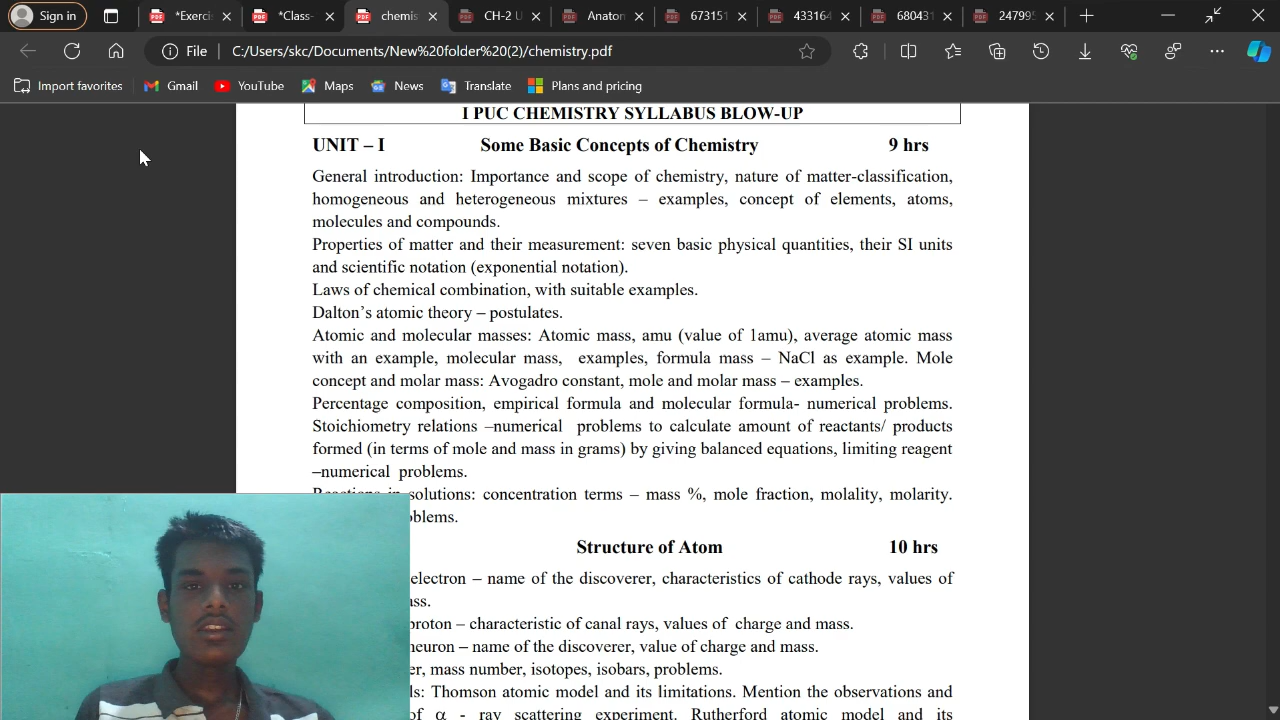 Sign in
*Exerci
*Class-
chemis
CH-2 U
Anatom
673151
433164
680431
247995
File
C:/Users/skc/Documents/New%20folder%20(2)/chemistry.pdf
Import favorites
Gmail
YouTube
Maps
News
Translate
Plans and pricing
I PUC CHEMISTRY SYLLABUS BLOW-UP
UNIT – I Some Basic Concepts of Chemistry 9 hrs
General introduction: Importance and scope of chemistry, nature of matter-classification,
homogeneous and heterogeneous mixtures – examples, concept of elements, atoms,
molecules and compounds.
Properties of matter and their measurement: seven basic physical quantities, their SI units
and scientific notation (exponential notation).
Laws of chemical combination, with suitable examples.
Dalton's atomic theory – postulates.
Atomic and molecular masses: Atomic mass, amu (value of 1amu), average atomic mass
with an example, molecular mass, examples, formula mass – NaCl as example. Mole
concept and molar mass: Avogadro constant, mole and molar mass – examples.
Percentage composition, empirical formula and molecular formula- numerical problems.
Stoichiometry relations –numerical problems to calculate amount of reactants/ products
formed (in terms of mole and mass in grams) by giving balanced equations, limiting reagent
–numerical problems.
Reactions in solutions: concentration terms – mass %, mole fraction, molality, molarity.
oblems.
Structure of Atom 10 hrs
electron – name of the discoverer, characteristics of cathode rays, values of
ass.
proton – characteristic of canal rays, values of charge and mass.
neuron – name of the discoverer, value of charge and mass.
er, mass number, isotopes, isobars, problems.
ls: Thomson atomic model and its limitations. Mention the observations and
of α - ray scattering experiment. Rutherford atomic model and its